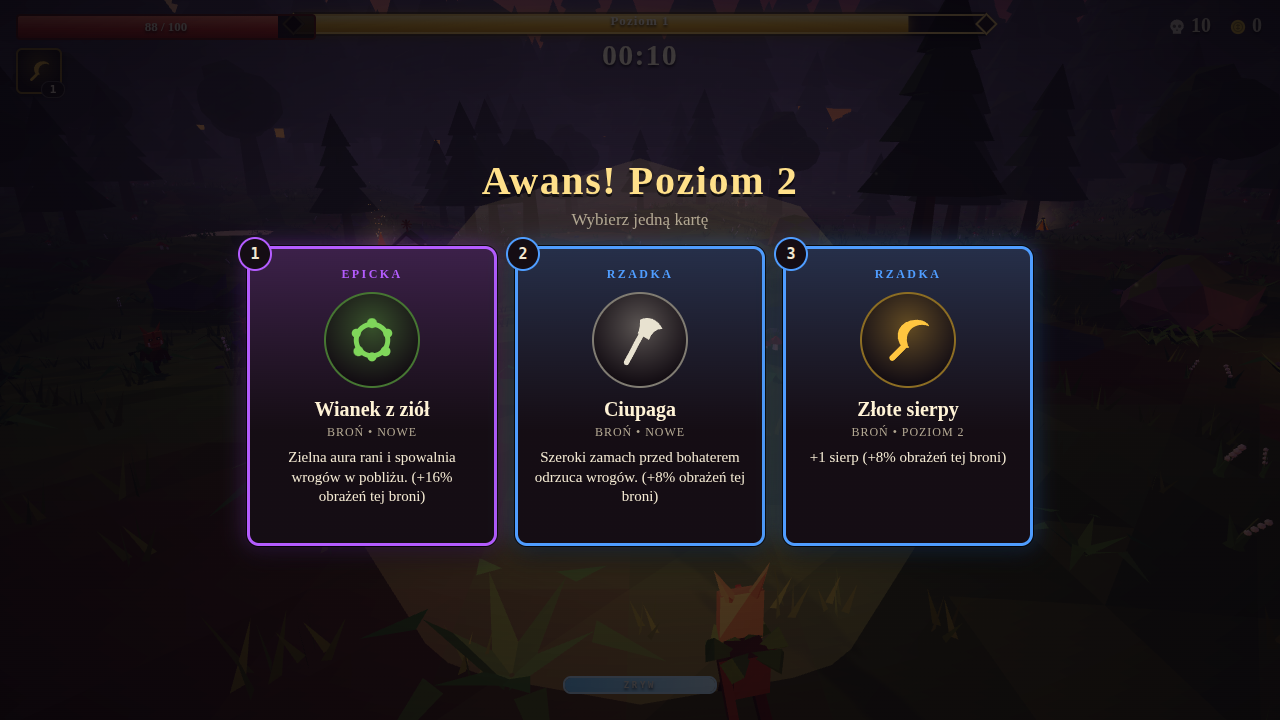 88 / 100
Poziom 1
10
0
00:10
1
Awans! Poziom 2
Wybierz jedną kartę
1
EPICKA
Wianek z ziół
BROŃ • NOWE
Zielna aura rani i spowalnia
wrogów w pobliżu. (+16%
obrażeń tej broni)
2
RZADKA
Ciupaga
BROŃ • NOWE
Szeroki zamach przed bohaterem
odrzuca wrogów. (+8% obrażeń tej
broni)
3
RZADKA
Złote sierpy
BROŃ • POZIOM 2
+1 sierp (+8% obrażeń tej broni)